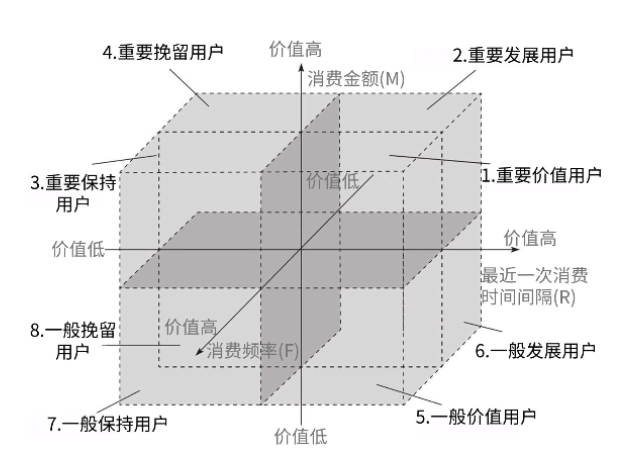 价值高
4.重要挽留用户
2.重要发展用户
消费金额(M)
3.重要保持
用户
价值低
1.重要价值用户
价值低
价值高
最近一次消费
时间间隔(R)
8.一般挽留
用户
价值高
消费频率(F)
6.一般发展用户
7.一般保持用户
5.一般价值用户
价值低